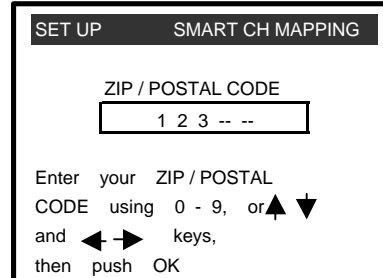 SET UP SMART CH MAPPING
ZIP / POSTAL CODE
1 2 3 -- --
Enter your ZIP / POSTAL
CODE using 0 - 9, or ▲ ▼
and ◄ ► keys,
then push OK